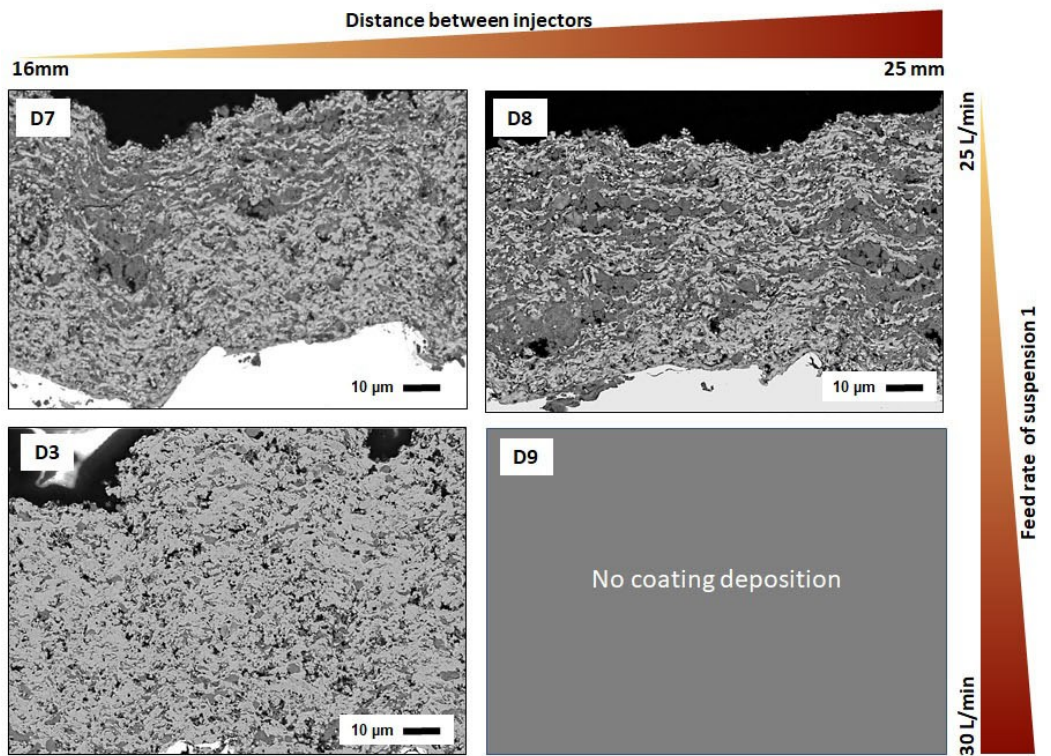 Distance between injectors
16mm
25 mm
D7
10 µm
D8
10 µm
25 L/min
Feed rate of suspension 1
30 L/min
D3
10 µm
D9
No coating deposition